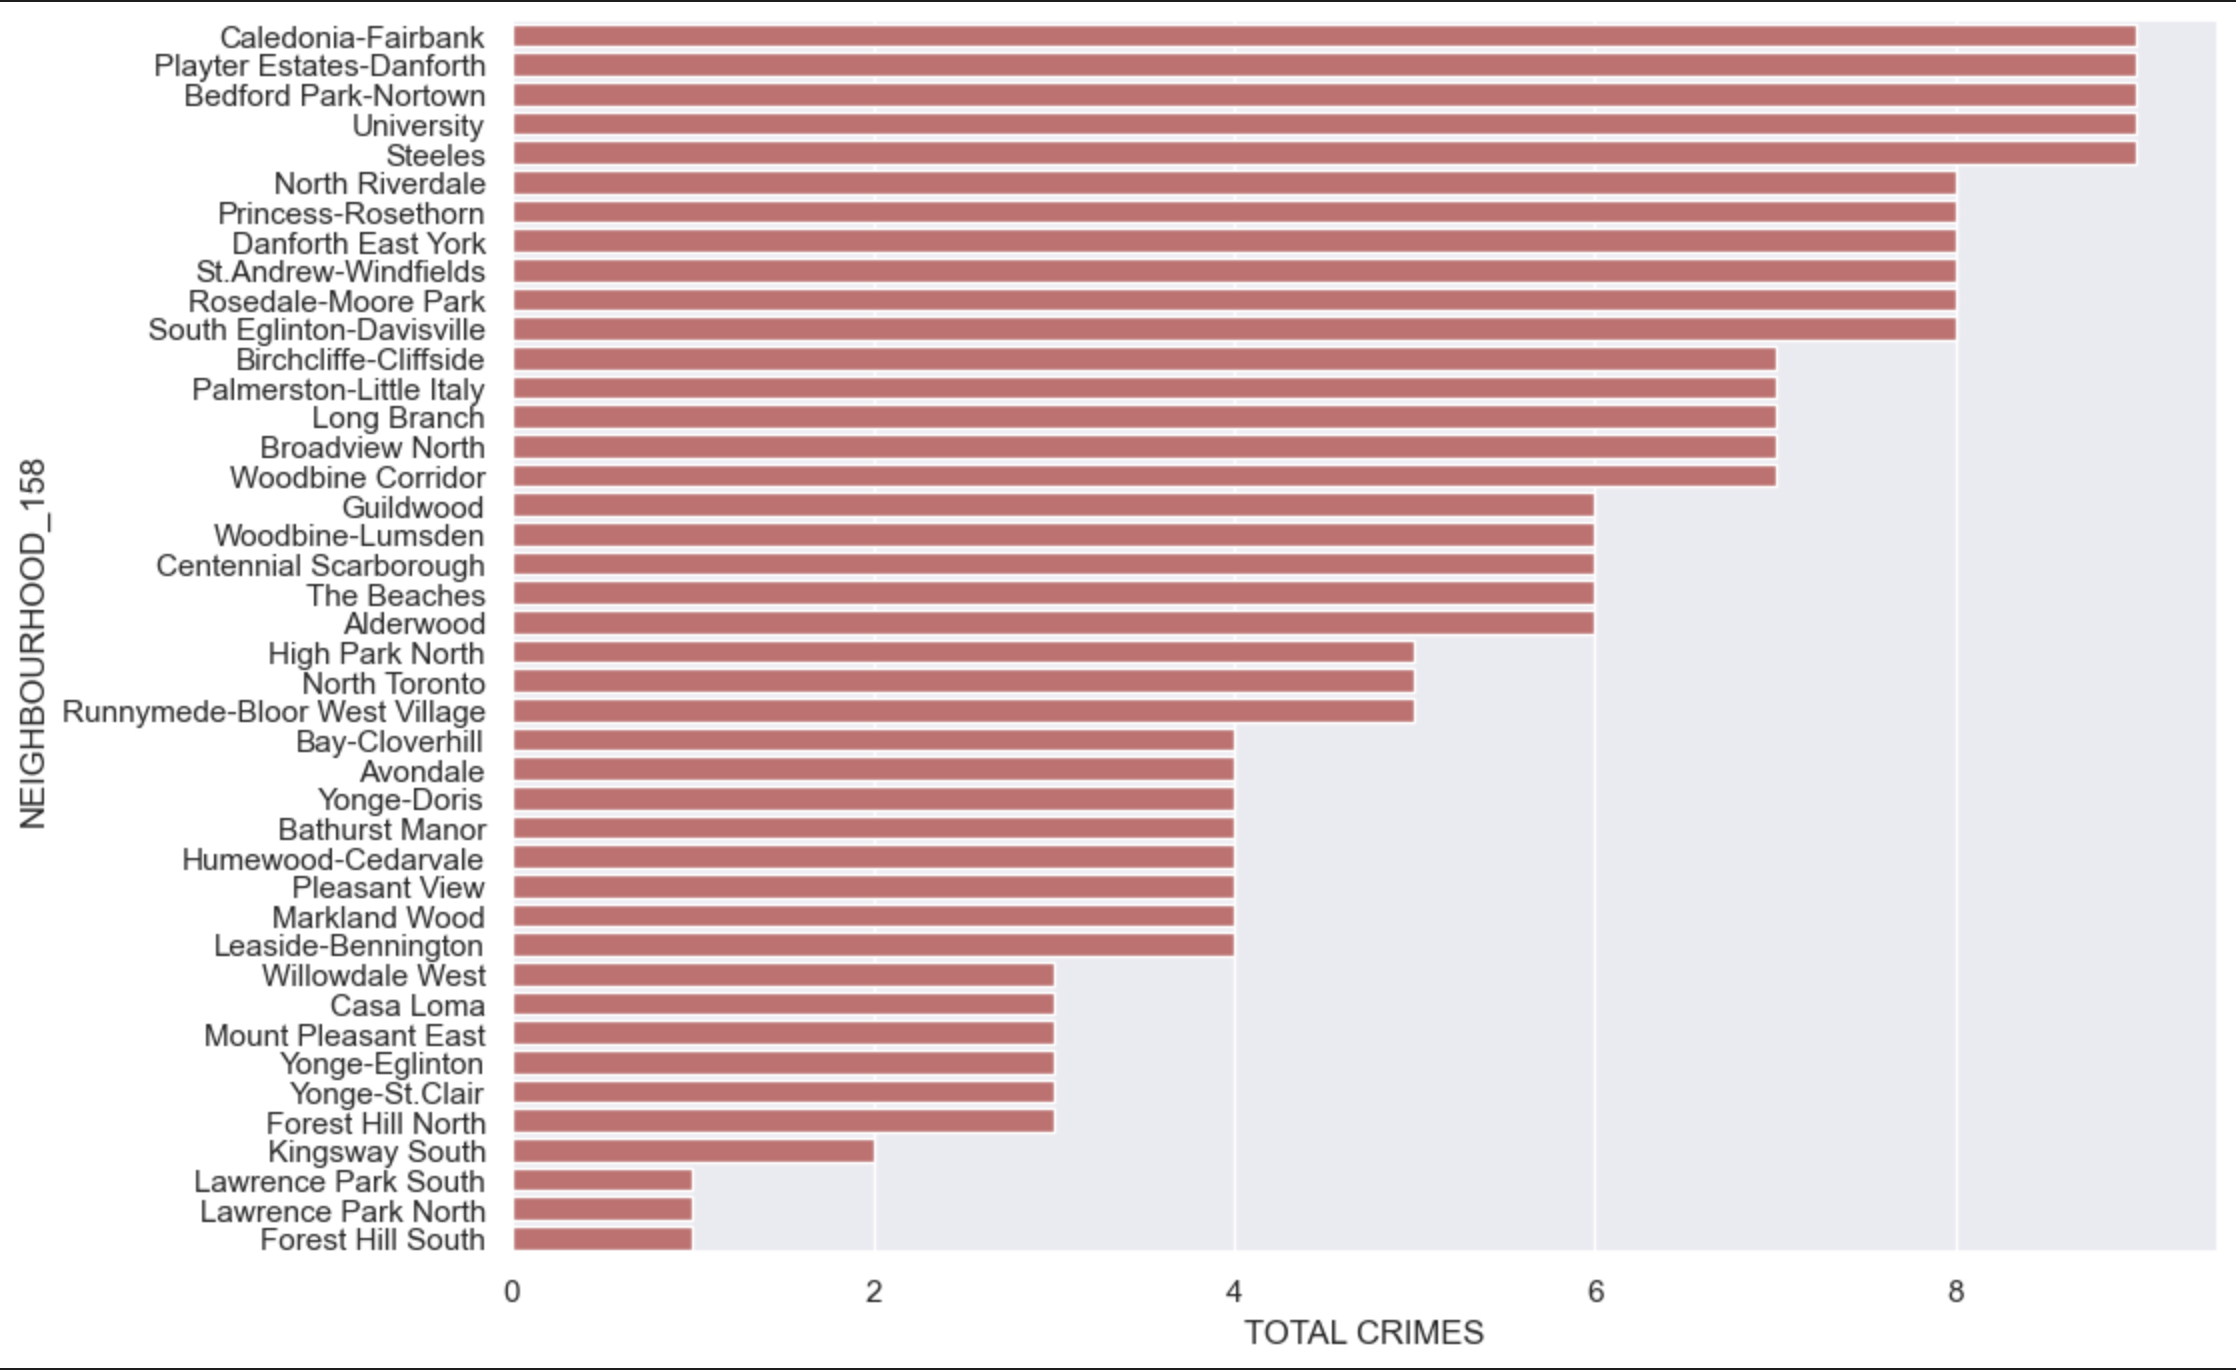 Caledonia-Fairbank
Playter Estates-Danforth
Bedford Park-Nortown
University
Steeles
North Riverdale
Princess-Rosethorn
Danforth East York
St.Andrew-Windfields
Rosedale-Moore Park
South Eglinton-Davisville
Birchcliffe-Cliffside
Palmerston-Little Italy
Long Branch
Broadview North
Woodbine Corridor
Guildwood
Woodbine-Lumsden
Centennial Scarborough
The Beaches
Alderwood
High Park North
North Toronto
Runnymede-Bloor West Village
Bay-Cloverhill
Avondale
Yonge-Doris
Bathurst Manor
Humewood-Cedarvale
Pleasant View
Markland Wood
Leaside-Bennington
Willowdale West
Casa Loma
Mount Pleasant East
Yonge-Eglinton
Yonge-St.Clair
Forest Hill North
Kingsway South
Lawrence Park South
Lawrence Park North
Forest Hill South
NEIGHBOURHOOD_158
0 2 4 6 8
TOTAL CRIMES